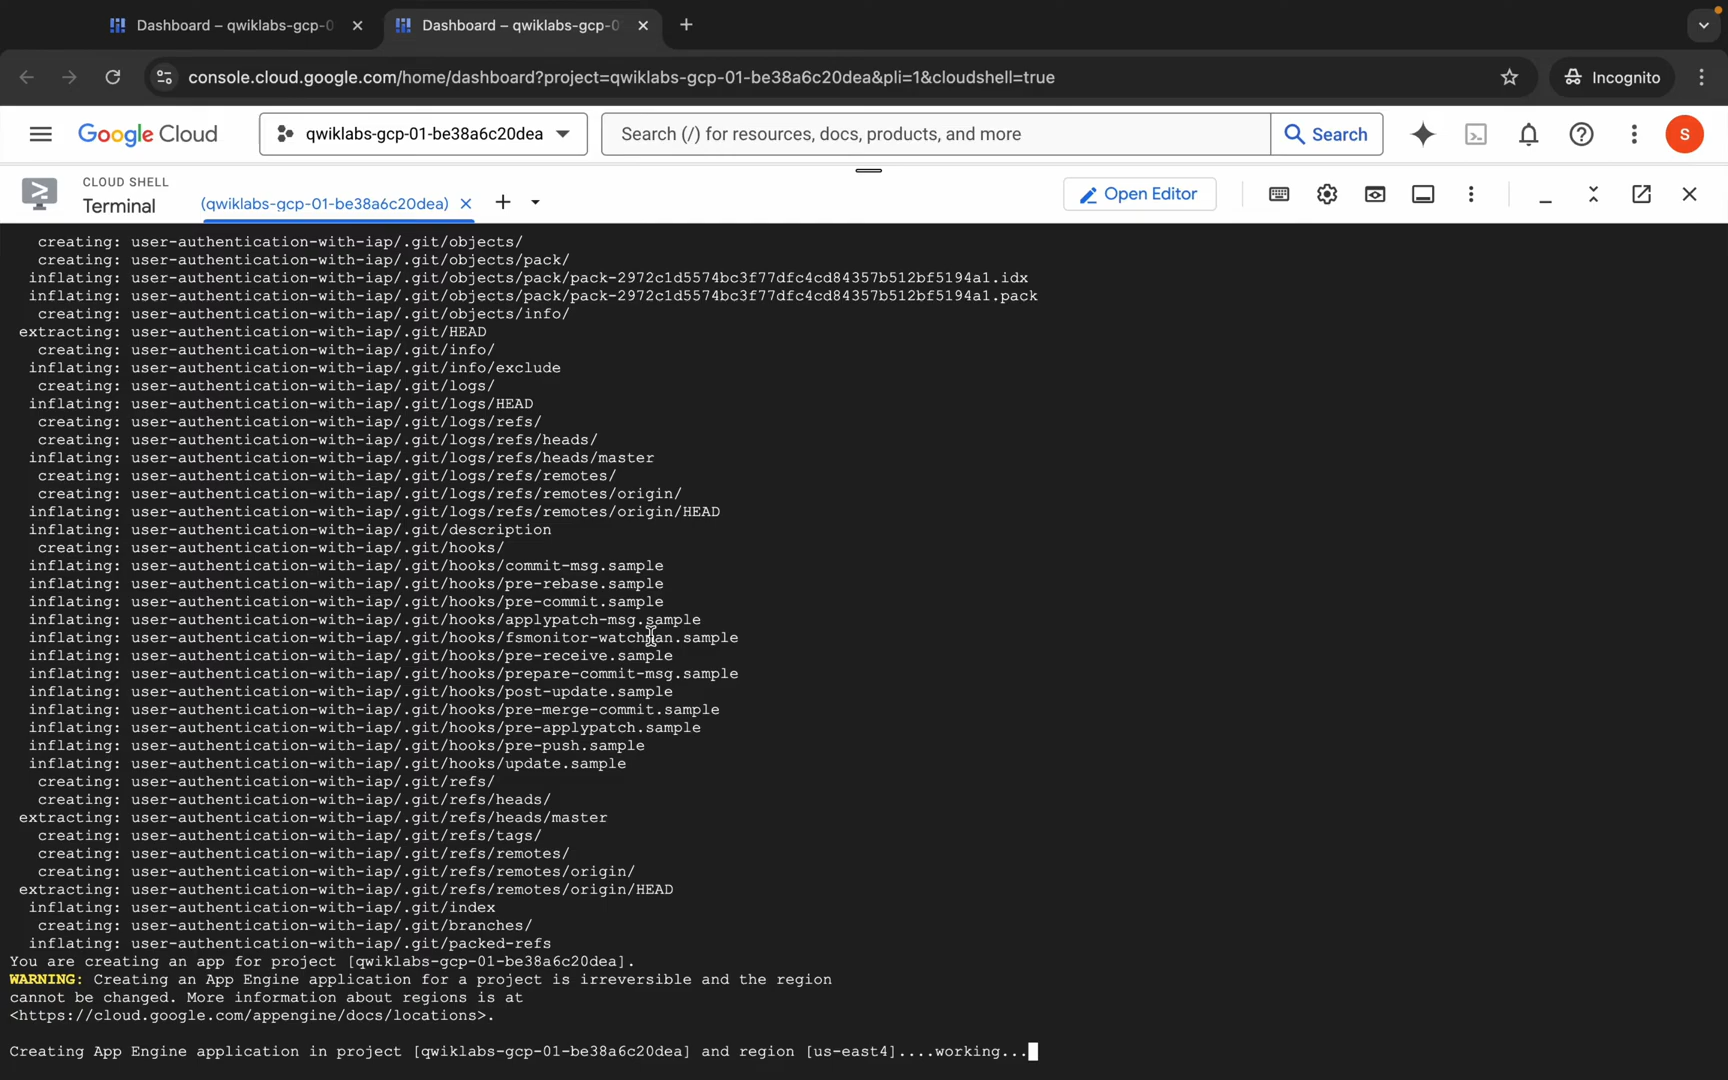 Dashboard – qwiklabs-gcp-0
Dashboard – qwiklabs-gcp-0
console.cloud.google.com/home/dashboard?project=qwiklabs-gcp-01-be38a6c20dea&pli=1&cloudshell=true
Incognito
Google Cloud
qwiklabs-gcp-01-be38a6c20dea
Search (/) for resources, docs, products, and more
Search
S
CLOUD SHELL
Terminal
(qwiklabs-gcp-01-be38a6c20dea)
Open Editor
creating: user-authentication-with-iap/.git/objects/
creating: user-authentication-with-iap/.git/objects/pack/
inflating: user-authentication-with-iap/.git/objects/pack/pack-2972c1d5574bc3f77dfc4cd84357b512bf5194a1.idx
inflating: user-authentication-with-iap/.git/objects/pack/pack-2972c1d5574bc3f77dfc4cd84357b512bf5194a1.pack
creating: user-authentication-with-iap/.git/objects/info/
extracting: user-authentication-with-iap/.git/HEAD
creating: user-authentication-with-iap/.git/info/
inflating: user-authentication-with-iap/.git/info/exclude
creating: user-authentication-with-iap/.git/logs/
inflating: user-authentication-with-iap/.git/logs/HEAD
creating: user-authentication-with-iap/.git/logs/refs/
creating: user-authentication-with-iap/.git/logs/refs/heads/
inflating: user-authentication-with-iap/.git/logs/refs/heads/master
creating: user-authentication-with-iap/.git/logs/refs/remotes/
creating: user-authentication-with-iap/.git/logs/refs/remotes/origin/
inflating: user-authentication-with-iap/.git/logs/refs/remotes/origin/HEAD
inflating: user-authentication-with-iap/.git/description
creating: user-authentication-with-iap/.git/hooks/
inflating: user-authentication-with-iap/.git/hooks/commit-msg.sample
inflating: user-authentication-with-iap/.git/hooks/pre-rebase.sample
inflating: user-authentication-with-iap/.git/hooks/pre-commit.sample
inflating: user-authentication-with-iap/.git/hooks/applypatch-msg.sample
inflating: user-authentication-with-iap/.git/hooks/fsmonitor-watchman.sample
inflating: user-authentication-with-iap/.git/hooks/pre-receive.sample
inflating: user-authentication-with-iap/.git/hooks/prepare-commit-msg.sample
inflating: user-authentication-with-iap/.git/hooks/post-update.sample
inflating: user-authentication-with-iap/.git/hooks/pre-merge-commit.sample
inflating: user-authentication-with-iap/.git/hooks/pre-applypatch.sample
inflating: user-authentication-with-iap/.git/hooks/pre-push.sample
inflating: user-authentication-with-iap/.git/hooks/update.sample
creating: user-authentication-with-iap/.git/refs/
creating: user-authentication-with-iap/.git/refs/heads/
extracting: user-authentication-with-iap/.git/refs/heads/master
creating: user-authentication-with-iap/.git/refs/tags/
creating: user-authentication-with-iap/.git/refs/remotes/
creating: user-authentication-with-iap/.git/refs/remotes/origin/
extracting: user-authentication-with-iap/.git/refs/remotes/origin/HEAD
inflating: user-authentication-with-iap/.git/index
creating: user-authentication-with-iap/.git/branches/
inflating: user-authentication-with-iap/.git/packed-refs
You are creating an app for project [qwiklabs-gcp-01-be38a6c20dea].
WARNING: Creating an App Engine application for a project is irreversible and the region
cannot be changed. More information about regions is at
<https://cloud.google.com/appengine/docs/locations>.
Creating App Engine application in project [qwiklabs-gcp-01-be38a6c20dea] and region [us-east4]....working...